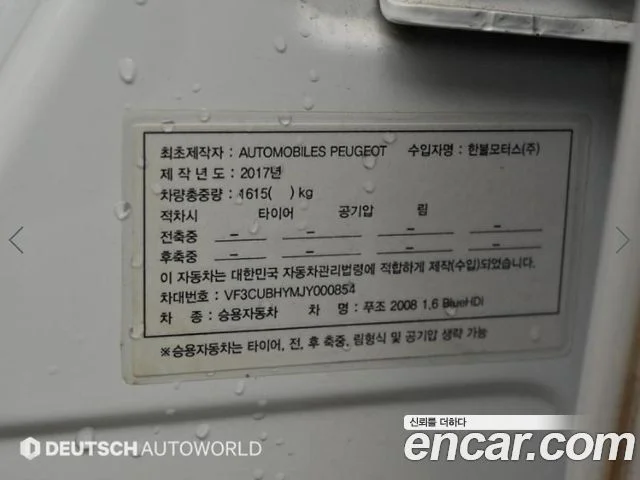 최초제작자 : AUTOMOBILES PEUGEOT 수입자명 : 한불모터스(주)
제 작 년 도 : 2017년
차량총중량 : 1615( ) kg
적차시 타이어 공기압 림
전축중 – – – –
후축중 – – – –
이 자동차는 대한민국 자동차관리법령에 적합하게 제작(수입)되었습니다.
차대번호 : VF3CUBHYMJY000854
차 종 : 승용자동차 차 명 : 푸조 2008 1.6 BlueHDi
※승용자동차는 타이어, 전, 후 축중, 림형식 및 공기압 생략 가능
DEUTSCH AUTOWORLD
신뢰를 더하다
encar.com